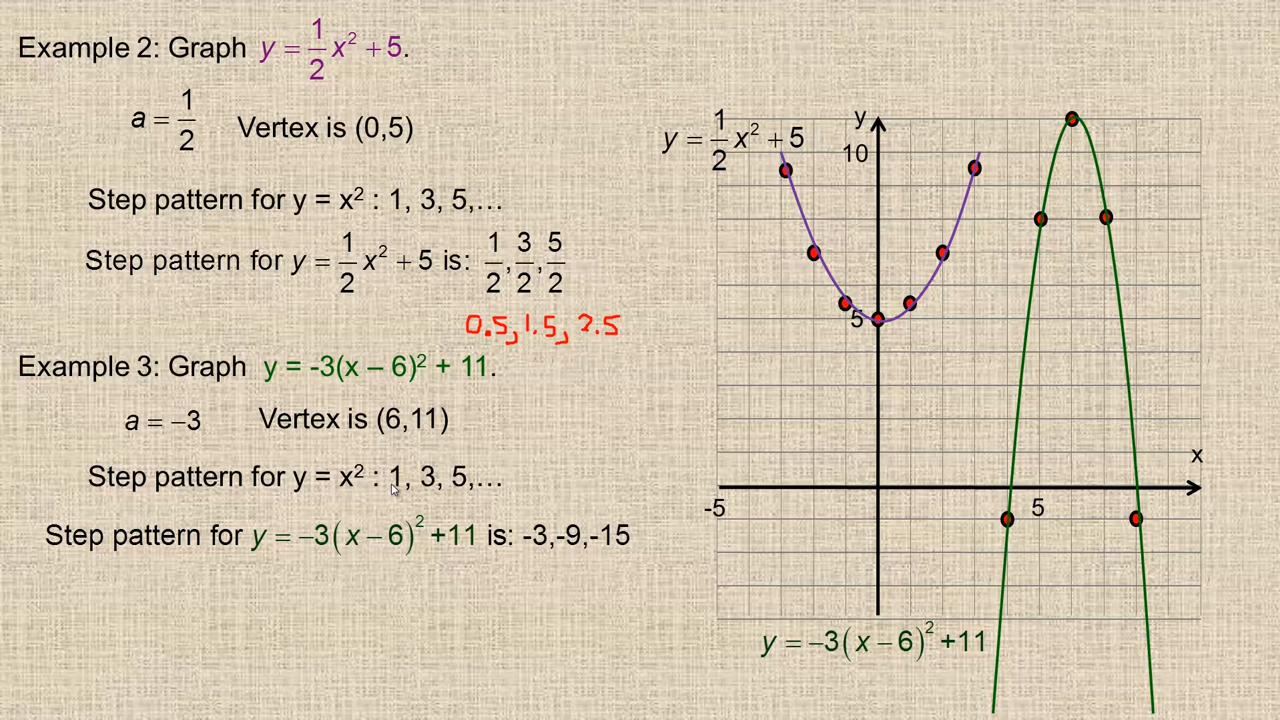 Example 2: Graph y = 1/2 x² + 5.
a = 1/2 Vertex is (0,5)
Step pattern for y = x² : 1, 3, 5,…
Step pattern for y = 1/2 x² + 5 is: 1/2, 3/2, 5/2
0.5, 1.5, 2.5
Example 3: Graph y = -3(x – 6)² + 11.
a = −3 Vertex is (6,11)
Step pattern for y = x² : 1, 3, 5,…
Step pattern for y = −3(x − 6)² +11 is: -3,-9,-15
y = 1/2 x² + 5
y
10
5
x
-5
5
y = −3(x − 6)² +11